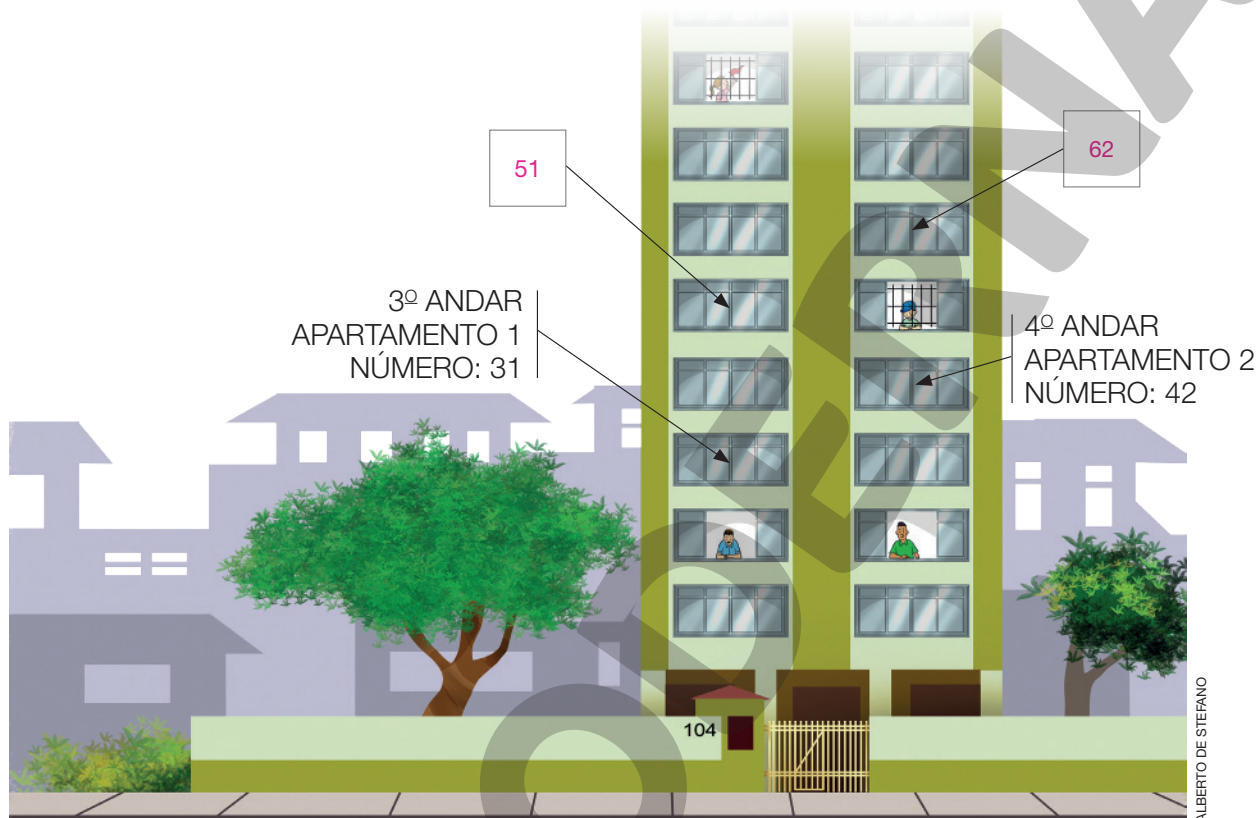 51
62
3º ANDAR
APARTAMENTO 1
NÚMERO: 31
4º ANDAR
APARTAMENTO 2
NÚMERO: 42
104
ALBERTO DE STEFANO